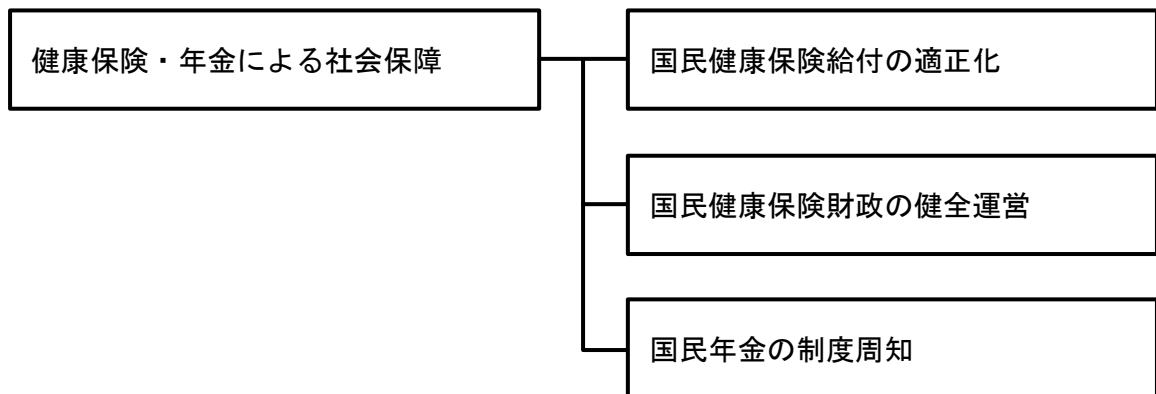 健康保険・年金による社会保障
国民健康保険給付の適正化
国民健康保険財政の健全運営
国民年金の制度周知